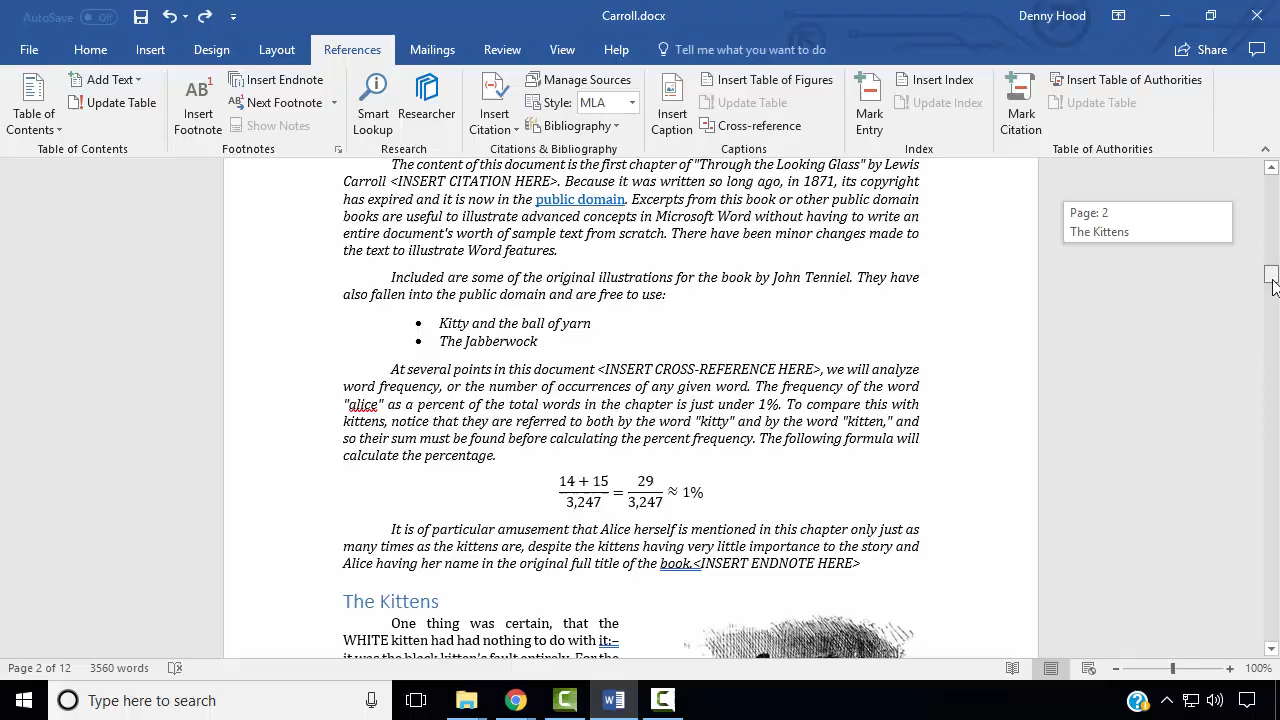 AutoSave Off Carroll.docx Denny Hood
File Home Insert Design Layout References Mailings Review View Help Tell me what you want to do Share
Table of Contents
Add Text
Update Table
Table of Contents
AB1
Insert Footnote
Insert Endnote
Next Footnote
Show Notes
Footnotes
Smart Lookup
Researcher
Research
Insert Citation
Manage Sources
Style: MLA
Bibliography
Citations & Bibliography
Insert Caption
Insert Table of Figures
Update Table
Cross-reference
Captions
Mark Entry
Insert Index
Update Index
Index
Mark Citation
Insert Table of Authorities
Update Table
Table of Authorities
The content of this document is the first chapter of "Through the Looking Glass" by Lewis
Carroll <INSERT CITATION HERE>. Because it was written so long ago, in 1871, its copyright
has expired and it is now in the public domain. Excerpts from this book or other public domain
books are useful to illustrate advanced concepts in Microsoft Word without having to write an
entire document's worth of sample text from scratch. There have been minor changes made to
the text to illustrate Word features.
Included are some of the original illustrations for the book by John Tenniel. They have
also fallen into the public domain and are free to use:
• Kitty and the ball of yarn
• The Jabberwock
At several points in this document <INSERT CROSS-REFERENCE HERE>, we will analyze
word frequency, or the number of occurrences of any given word. The frequency of the word
"alice" as a percent of the total words in the chapter is just under 1%. To compare this with
kittens, notice that they are referred to both by the word "kitty" and by the word "kitten," and
so their sum must be found before calculating the percent frequency. The following formula will
calculate the percentage.
14 + 15 / 3,247 = 29 / 3,247 ≈ 1%
It is of particular amusement that Alice herself is mentioned in this chapter only just as
many times as the kittens are, despite the kittens having very little importance to the story and
Alice having her name in the original full title of the book.<INSERT ENDNOTE HERE>
The Kittens
One thing was certain, that the
WHITE kitten had had nothing to do with it:–
it was the black kitten's fault entirely. For the
Page: 2
The Kittens
Page 2 of 12 3560 words 100%
Type here to search